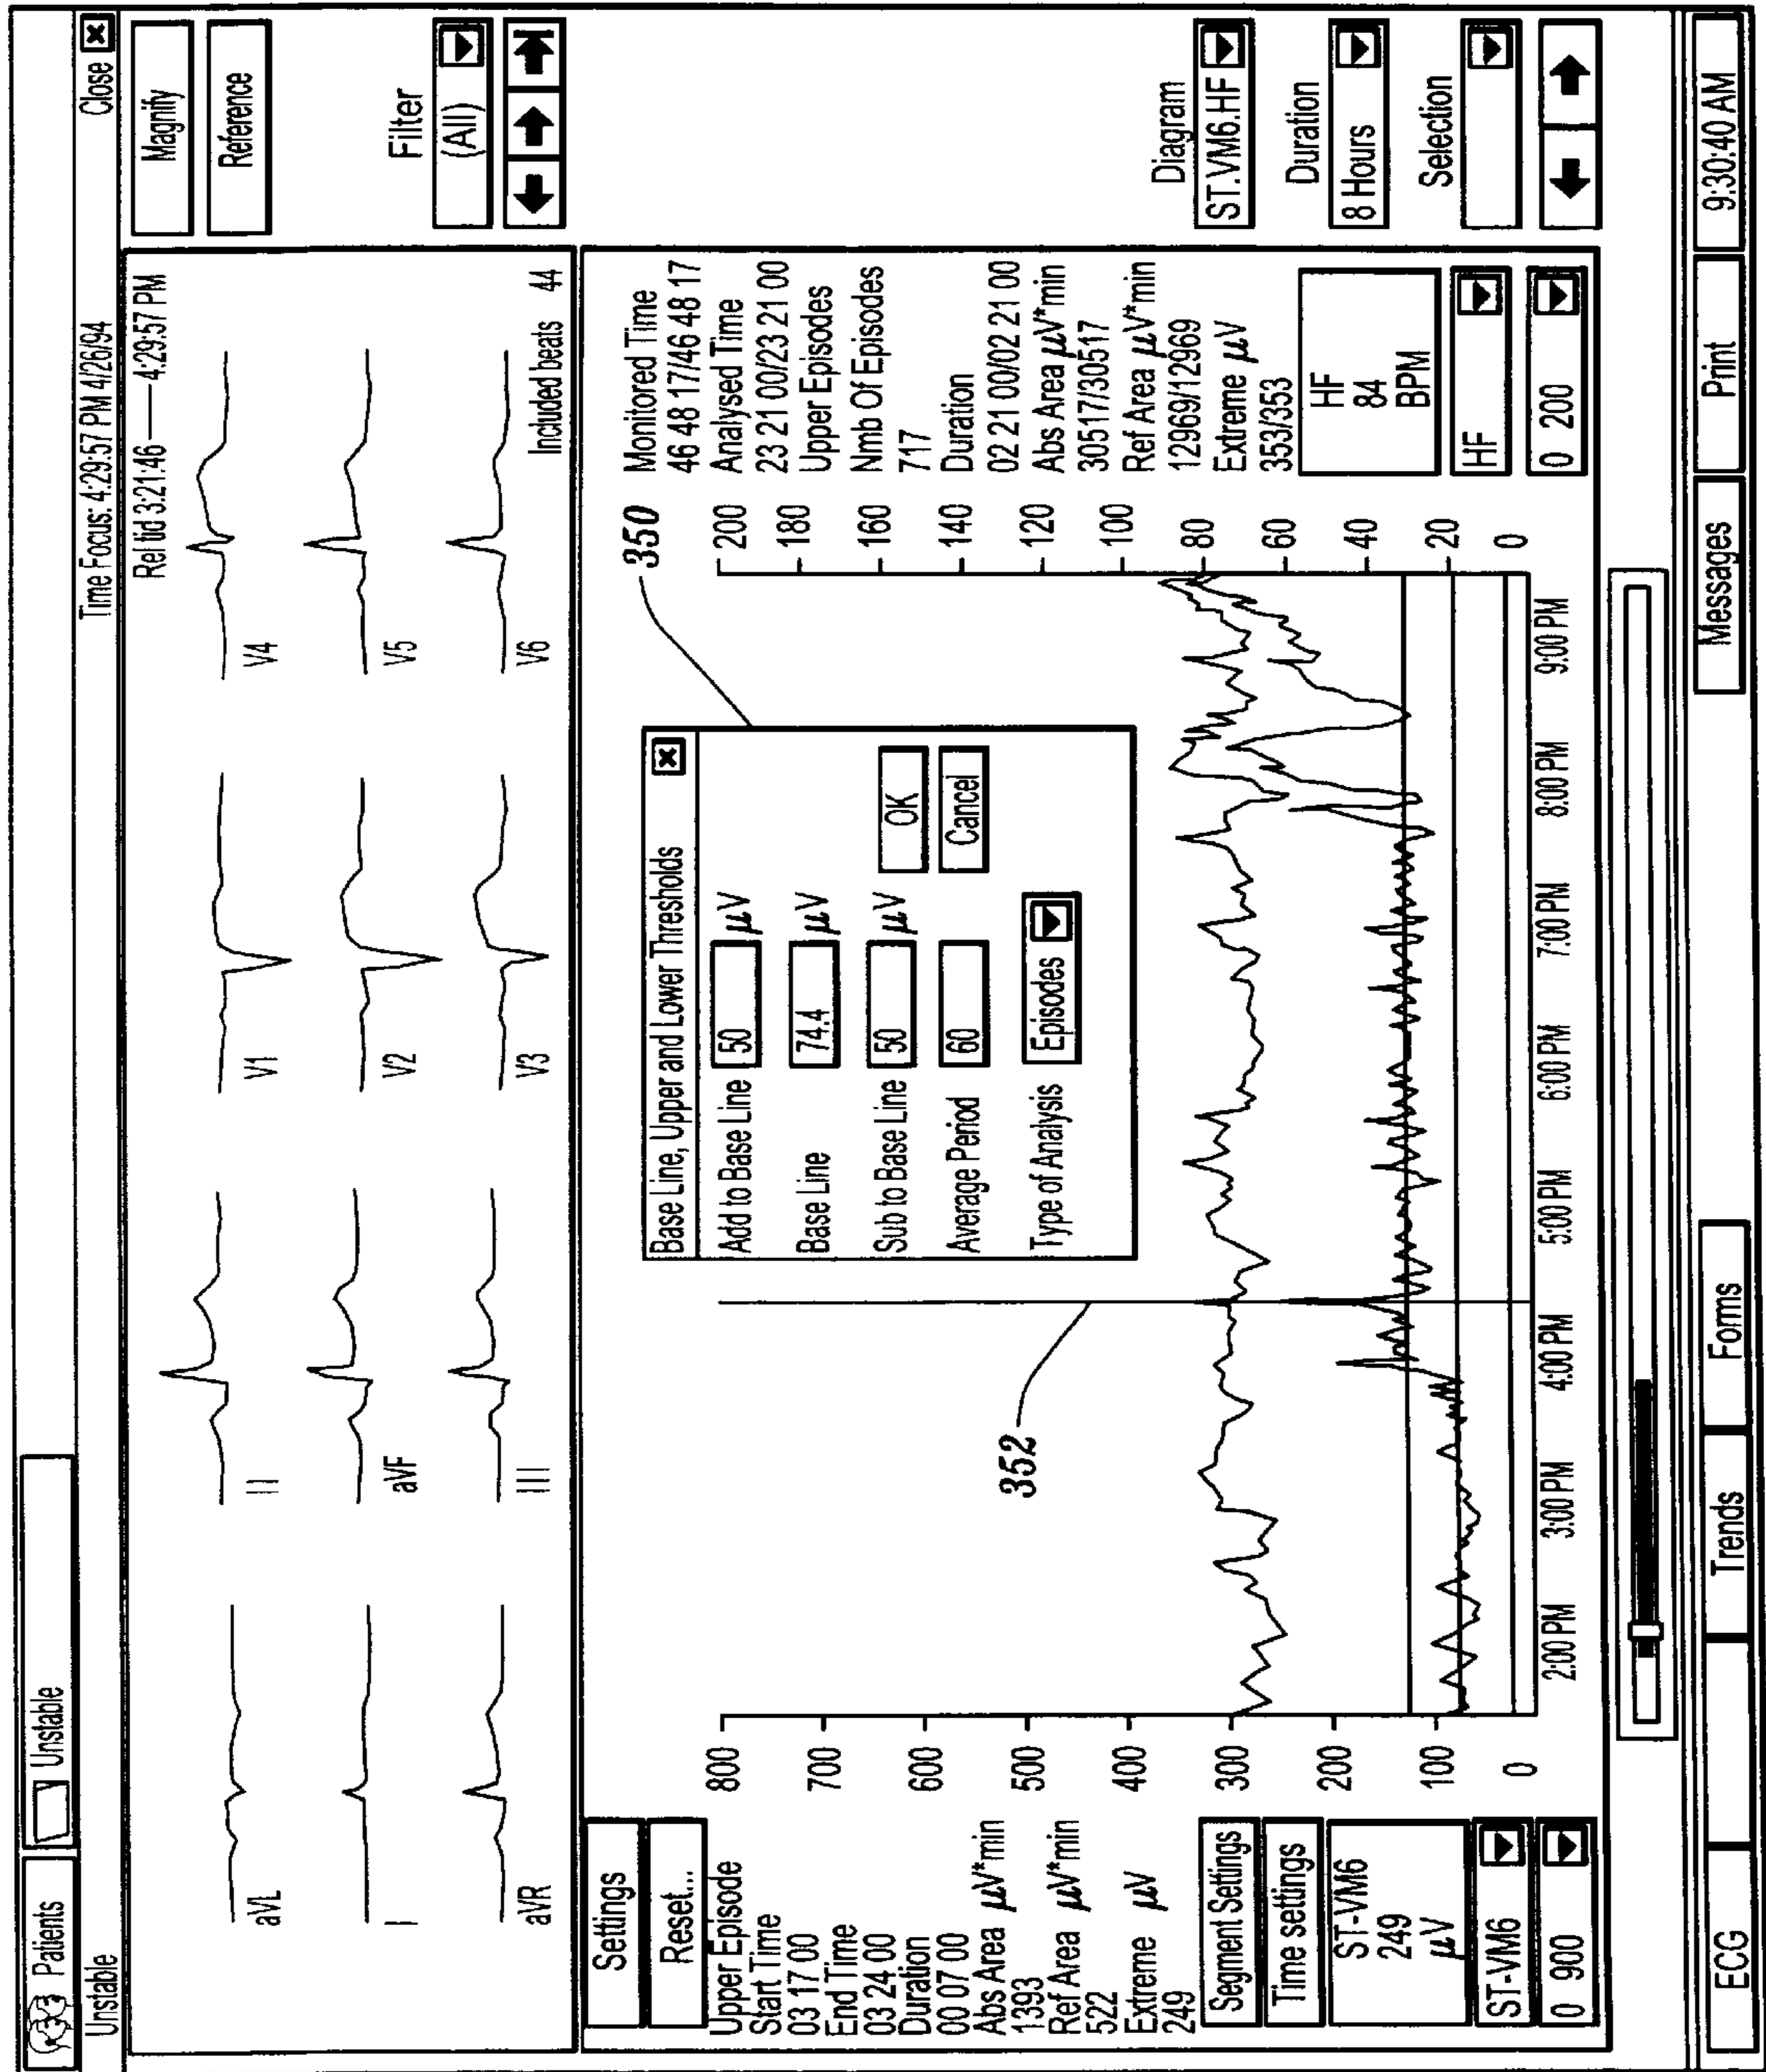 Patients
Unstable
Unstable
Time Focus: 4:29:57 PM 4/26/94
Close
Rel tid 3:21:46 — 4:29:57 PM
aVL
I
aVR
II
aVF
III
V1
V2
V3
V4
V5
V6
Included beats 44
Magnify
Reference
Filter
(All)
Settings
Reset...
Upper Episode
Start Time
03 17 00
End Time
03 24 00
Duration
00 07 00
Abs Area µV*min
1393
Ref Area µV*min
522
Extreme µV
249
Segment Settings
Time settings
ST-VM6
249
µV
ST-VM6
0 900
800
700
600
500
400
300
200
100
0
352
350
Base Line, Upper and Lower Thresholds
Add to Base Line 50 µV
Base Line 74.4 µV
Sub to Base Line 50 µV
Average Period 60
Type of Analysis Episodes
OK
Cancel
200
180
160
140
120
100
80
60
40
20
0
2:00 PM 3:00 PM 4:00 PM 5:00 PM 6:00 PM 7:00 PM 8:00 PM 9:00 PM
Monitored Time
46 48 17/46 48 17
Analysed Time
23 21 00/23 21 00
Upper Episodes
Nmb Of Episodes
717
Duration
02 21 00/02 21 00
Abs Area µV*min
30517/30517
Ref Area µV*min
12969/12969
Extreme µV
353/353
HF
84
BPM
HF
0 200
Diagram
ST.VM6.HF
Duration
8 Hours
Selection
ECG
Trends
Forms
Messages
Print
9:30:40 AM